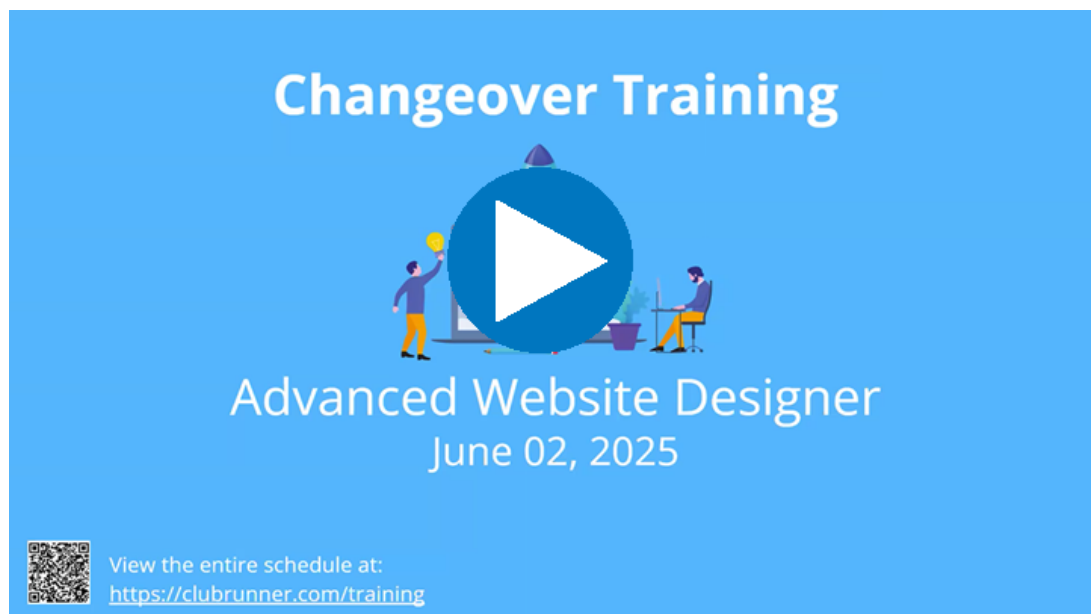 Changeover Training
Advanced Website Designer
June 02, 2025
View the entire schedule at:
https://clubrunner.com/training